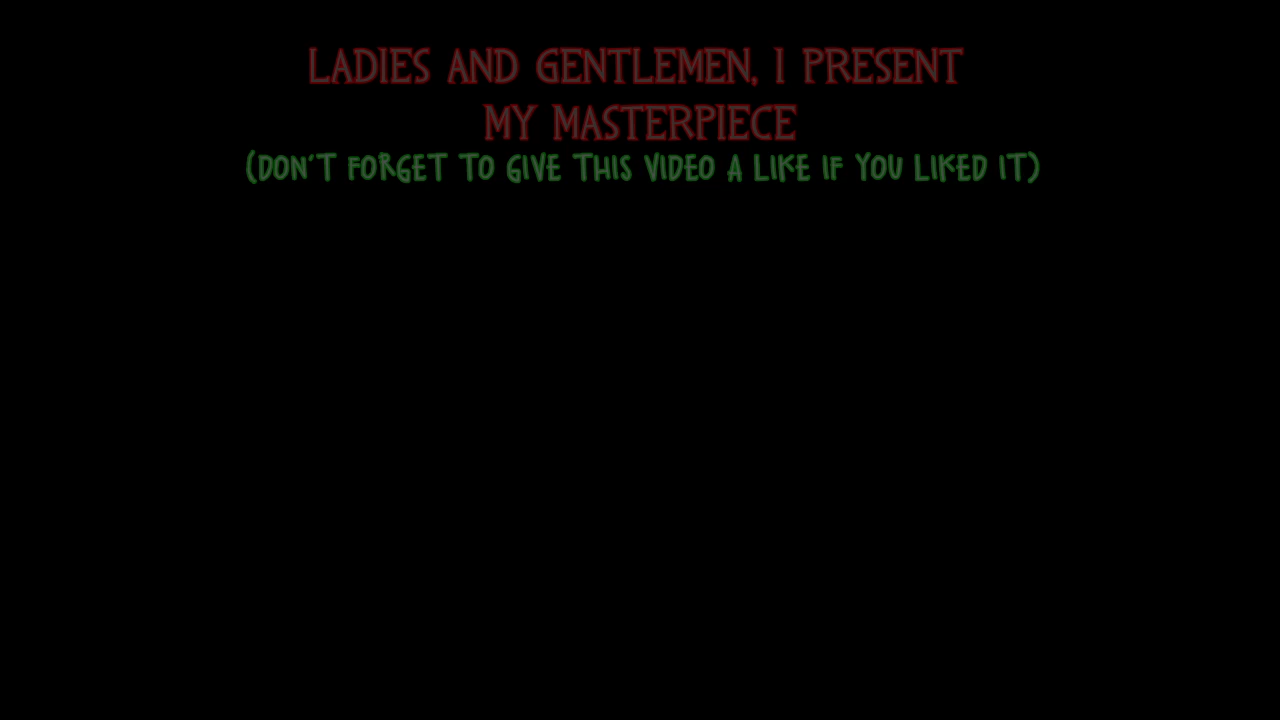 LADIES AND GENTLEMEN, I PRESENT
MY MASTERPIECE
(DON'T FORGET TO GIVE THIS VIDEO A LIKE IF YOU LIKED IT)